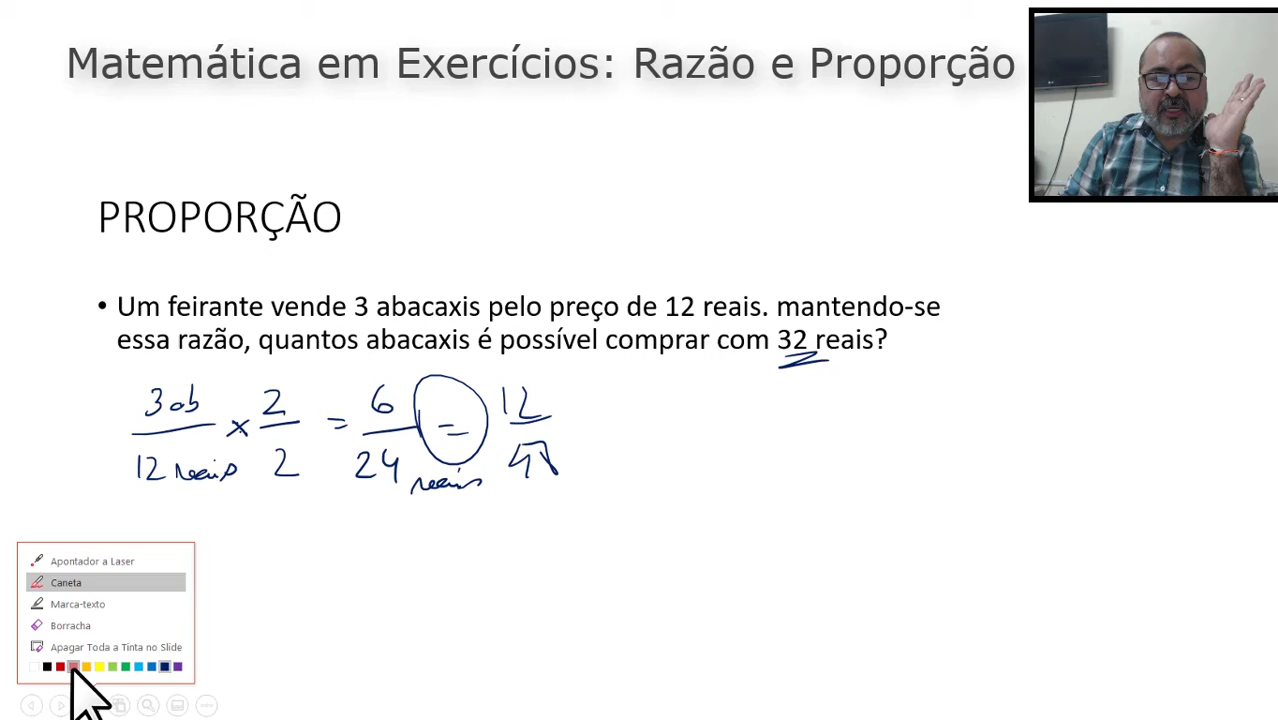 Matemática em Exercícios: Razão e Proporção
PROPORÇÃO
• Um feirante vende 3 abacaxis pelo preço de 12 reais. mantendo-se
essa razão, quantos abacaxis é possível comprar com 32 reais?
3 ab × 2 = 6 = 12
12 reais 2 24 reais
Apontador a Laser
Caneta
Marca-texto
Borracha
Apagar Toda a Tinta no Slide